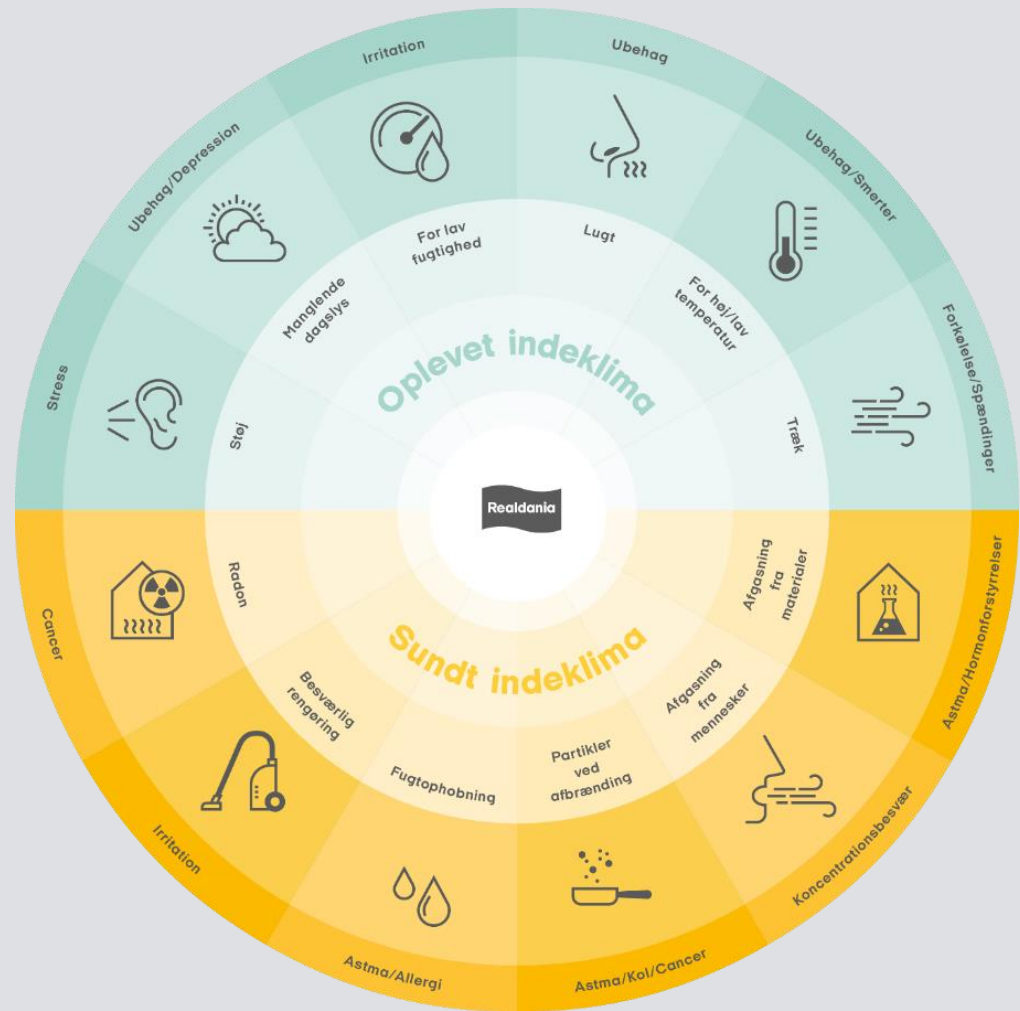 Irritation
Ubehag
Ubehag/Depression
Ubehag/Smerter
Stress
Forkølelse/Spændinger
For lav
fugtighed
Lugt
Manglende
dagslys
For høj/lav
temperatur
Støj
Træk
Oplevet indeklima
Realdania
Sundt indeklima
Radon
Afgasning
fra
materialer
Besværlig
rengøring
Afgasning
fra
mennesker
Fugtophobning
Partikler
ved
afbrænding
Cancer
Astma/Hormonforstyrrelser
Irritation
Koncentrationsbesvær
Astma/Allergi
Astma/Kol/Cancer